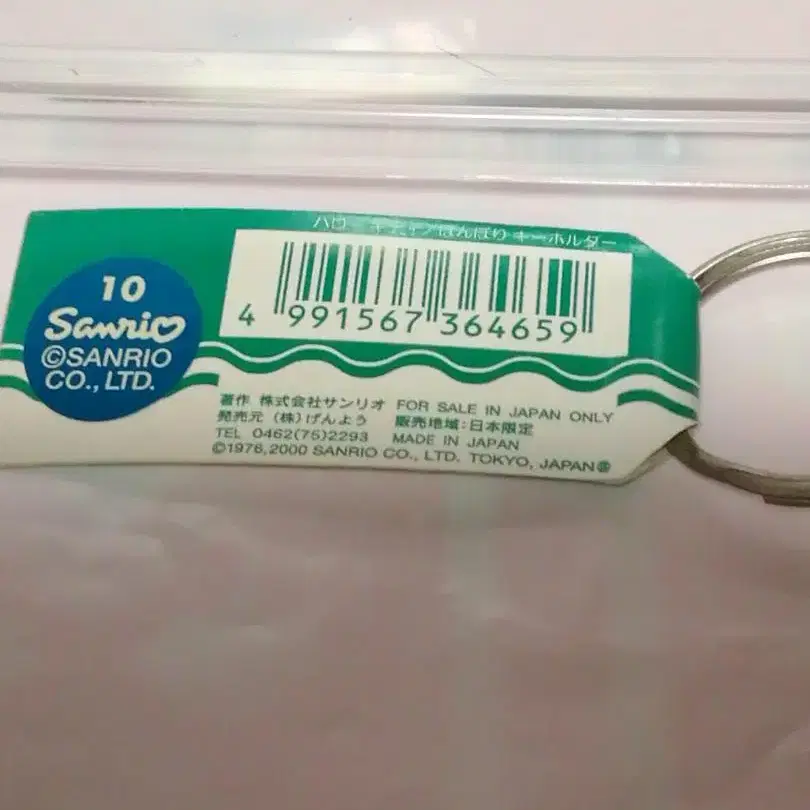 ハローキティ/ぼんぼり キーホルダー
10
Sanrio
©SANRIO
CO., LTD.
4 991567 364659
著作 株式会社サンリオ FOR SALE IN JAPAN ONLY
発売元 (株)げんよう 販売地域:日本限定
TEL 0462(75)2293 MADE IN JAPAN
©1976,2000 SANRIO CO., LTD. TOKYO, JAPAN